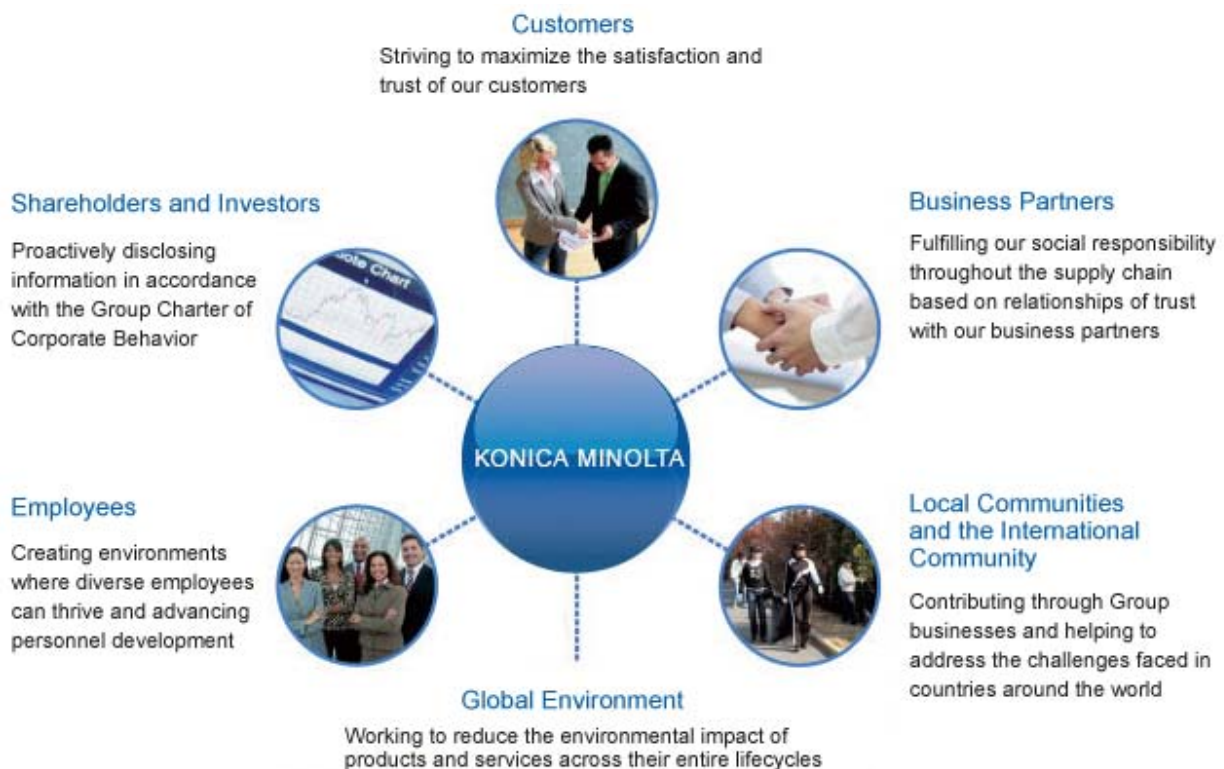 Customers
Striving to maximize the satisfaction and
trust of our customers
Shareholders and Investors
Proactively disclosing
information in accordance
with the Group Charter of
Corporate Behavior
ote Chart
Business Partners
Fulfilling our social responsibility
throughout the supply chain
based on relationships of trust
with our business partners
KONICA MINOLTA
Employees
Creating environments
where diverse employees
can thrive and advancing
personnel development
Local Communities
and the International
Community
Contributing through Group
businesses and helping to
address the challenges faced in
countries around the world
Global Environment
Working to reduce the environmental impact of
products and services across their entire lifecycles